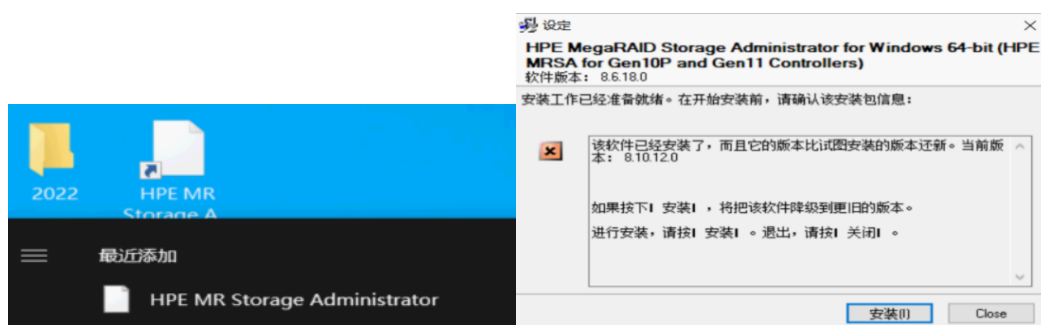 2022
HPE MR
Storage A
最近添加
HPE MR Storage Administrator
设定
HPE MegaRAID Storage Administrator for Windows 64-bit (HPE
MRSA for Gen10P and Gen11 Controllers)
软件版本： 8.6.18.0
安装工作已经准备就绪。在开始安装前，请确认该安装包信息：
该软件已经安装了，而且它的版本比试图安装的版本还新。当前版
本： 8.10.12.0
如果按下I 安装I ，将把该软件降级到更旧的版本。
进行安装，请按I 安装I 。退出，请按I 关闭I 。
安装(I)
Close